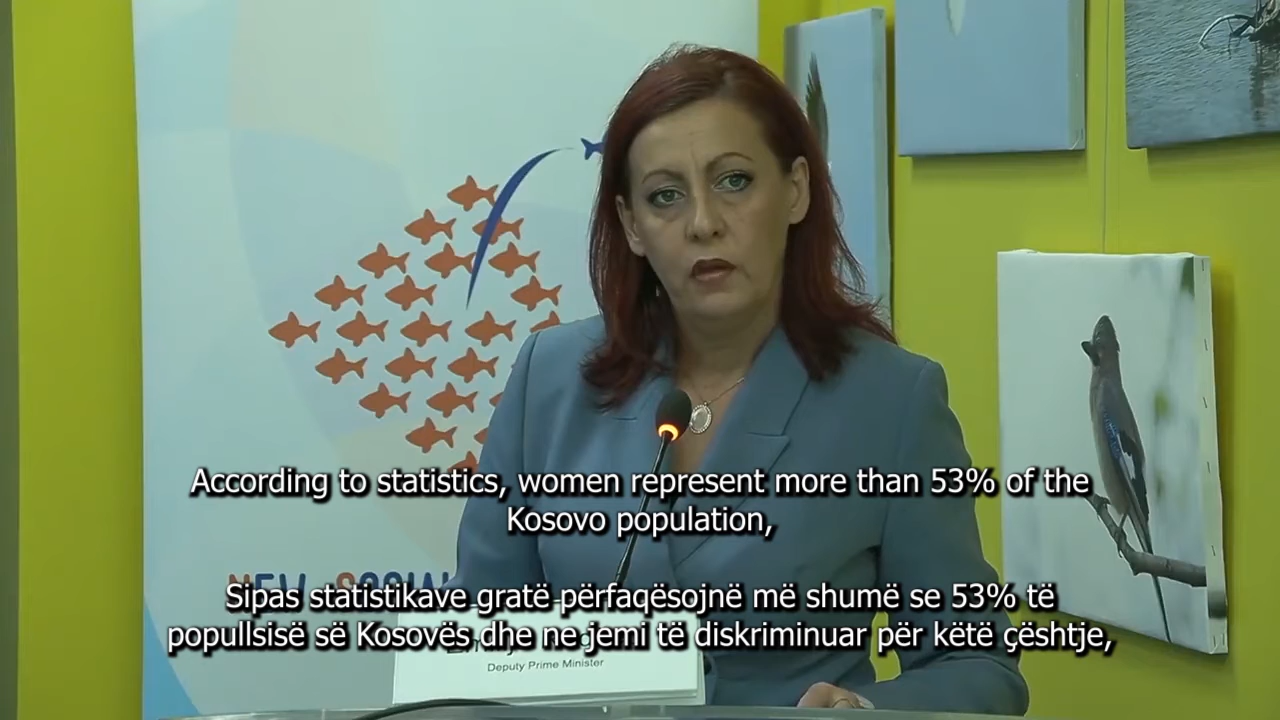 According to statistics, women represent more than 53% of the
Kosovo population,
Sipas statistikave gratë përfaqësojnë më shumë se 53% të
popullsisë së Kosovës dhe ne jemi të diskriminuar për këtë çështje,
Deputy Prime Minister